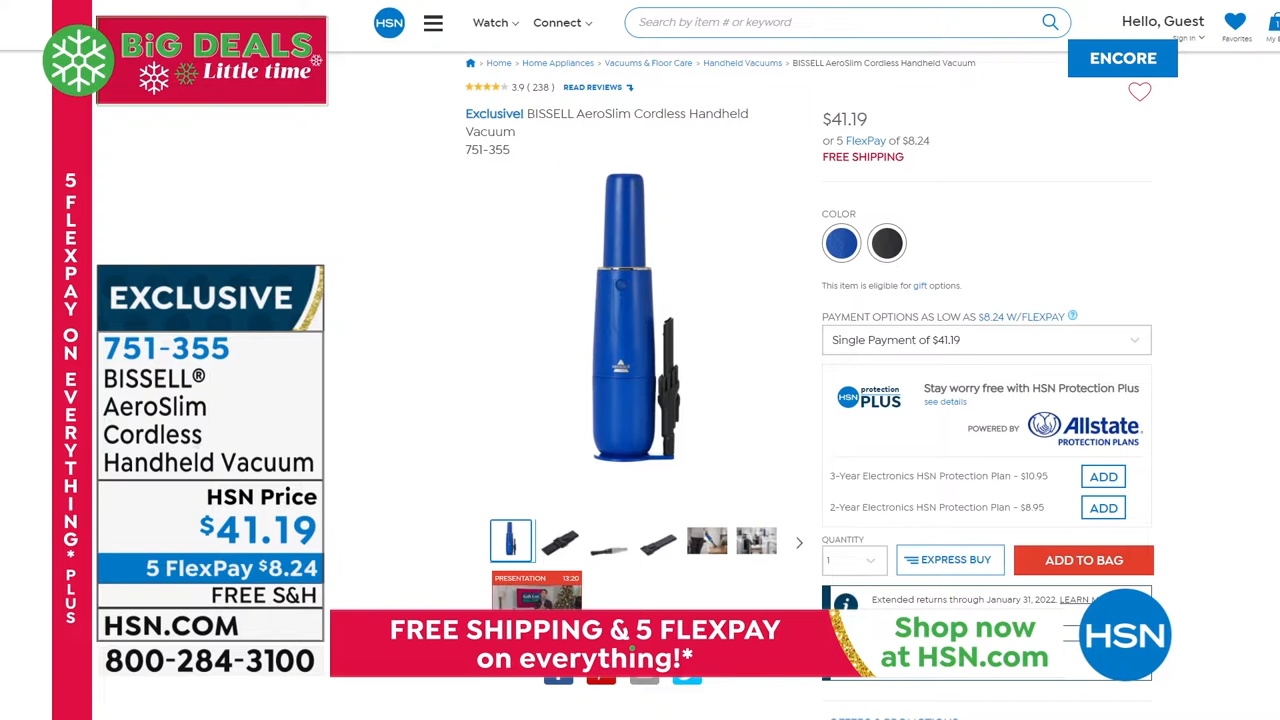 BiG DEALS
Little time
5 FLEXPAY ON EVERYTHING* PLUS
EXCLUSIVE
751-355
BISSELL®
AeroSlim
Cordless
Handheld Vacuum
HSN Price
$41.19
5 FlexPay $8.24
FREE S&H
HSN.COM
800-284-3100
HSN
Watch
Connect
Search by item # or keyword
Hello, Guest
Sign In
Favorites
1
ENCORE
Home Home Appliances Vacuums & Floor Care Handheld Vacuums BISSELL AeroSlim Cordless Handheld Vacuum
3.9 ( 238 ) READ REVIEWS
Exclusive! BISSELL AeroSlim Cordless Handheld
Vacuum
751-355
BISSELL
PRESENTATION 13:20
$41.19
or 5 FlexPay of $8.24
FREE SHIPPING
COLOR
This item is eligible for gift options.
PAYMENT OPTIONS AS LOW AS $8.24 W/FLEXPAY ?
Single Payment of $41.19
HSN protection PLUS
Stay worry free with HSN Protection Plus
see details
POWERED BY Allstate.
PROTECTION PLANS
3-Year Electronics HSN Protection Plan - $10.95 ADD
2-Year Electronics HSN Protection Plan - $8.95 ADD
QUANTITY
1
EXPRESS BUY
ADD TO BAG
Extended returns through January 31, 2022. LEARN
FREE SHIPPING & 5 FLEXPAY
on everything!*
Shop now
at HSN.com
HSN
OFFERS & PROMOTIONS